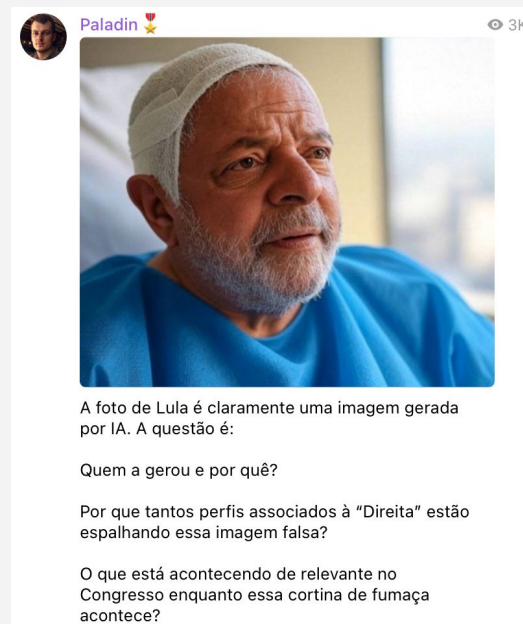 Paladin
3K
A foto de Lula é claramente uma imagem gerada
por IA. A questão é:
Quem a gerou e por quê?
Por que tantos perfis associados à “Direita” estão
espalhando essa imagem falsa?
O que está acontecendo de relevante no
Congresso enquanto essa cortina de fumaça
acontece?